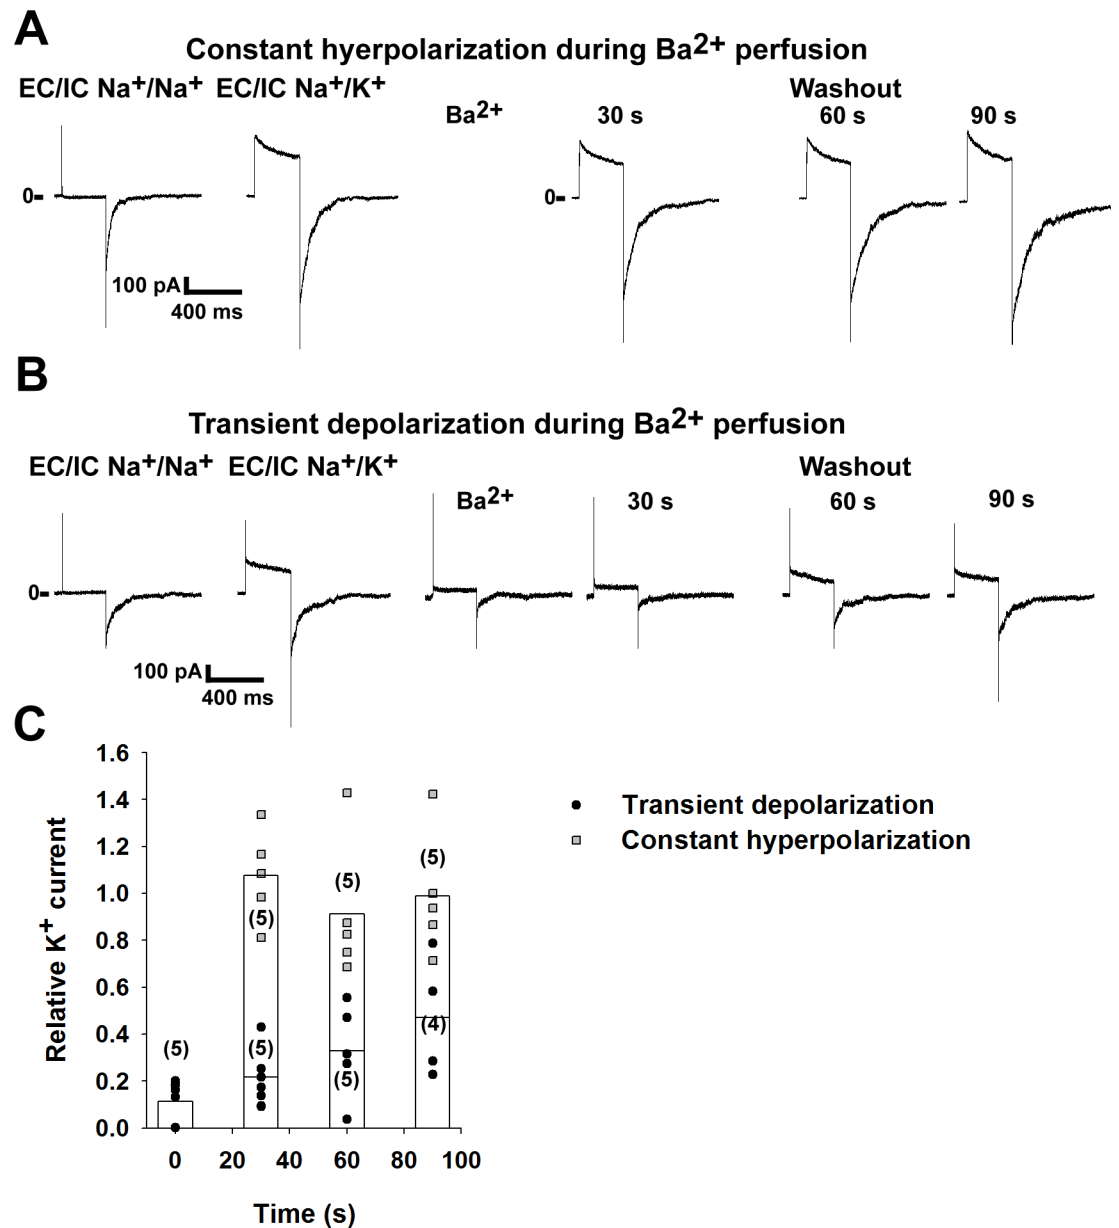 A
Constant hyerpolarization during Ba2+ perfusion
EC/IC Na+/Na+ EC/IC Na+/K+ Washout
Ba2+ 30 s 60 s 90 s
0- 0-
100 pA
400 ms
B
Transient depolarization during Ba2+ perfusion
EC/IC Na+/Na+ EC/IC Na+/K+ Washout
Ba2+ 30 s 60 s 90 s
0-
100 pA
400 ms
C
1.6
1.4
1.2
1.0
0.8
0.6
0.4
0.2
0.0
Relative K+ current
(5)
(5)
(5)
(5)
(5)
(5)
(4)
Transient depolarization
Constant hyperpolarization
0 20 40 60 80 100
Time (s)